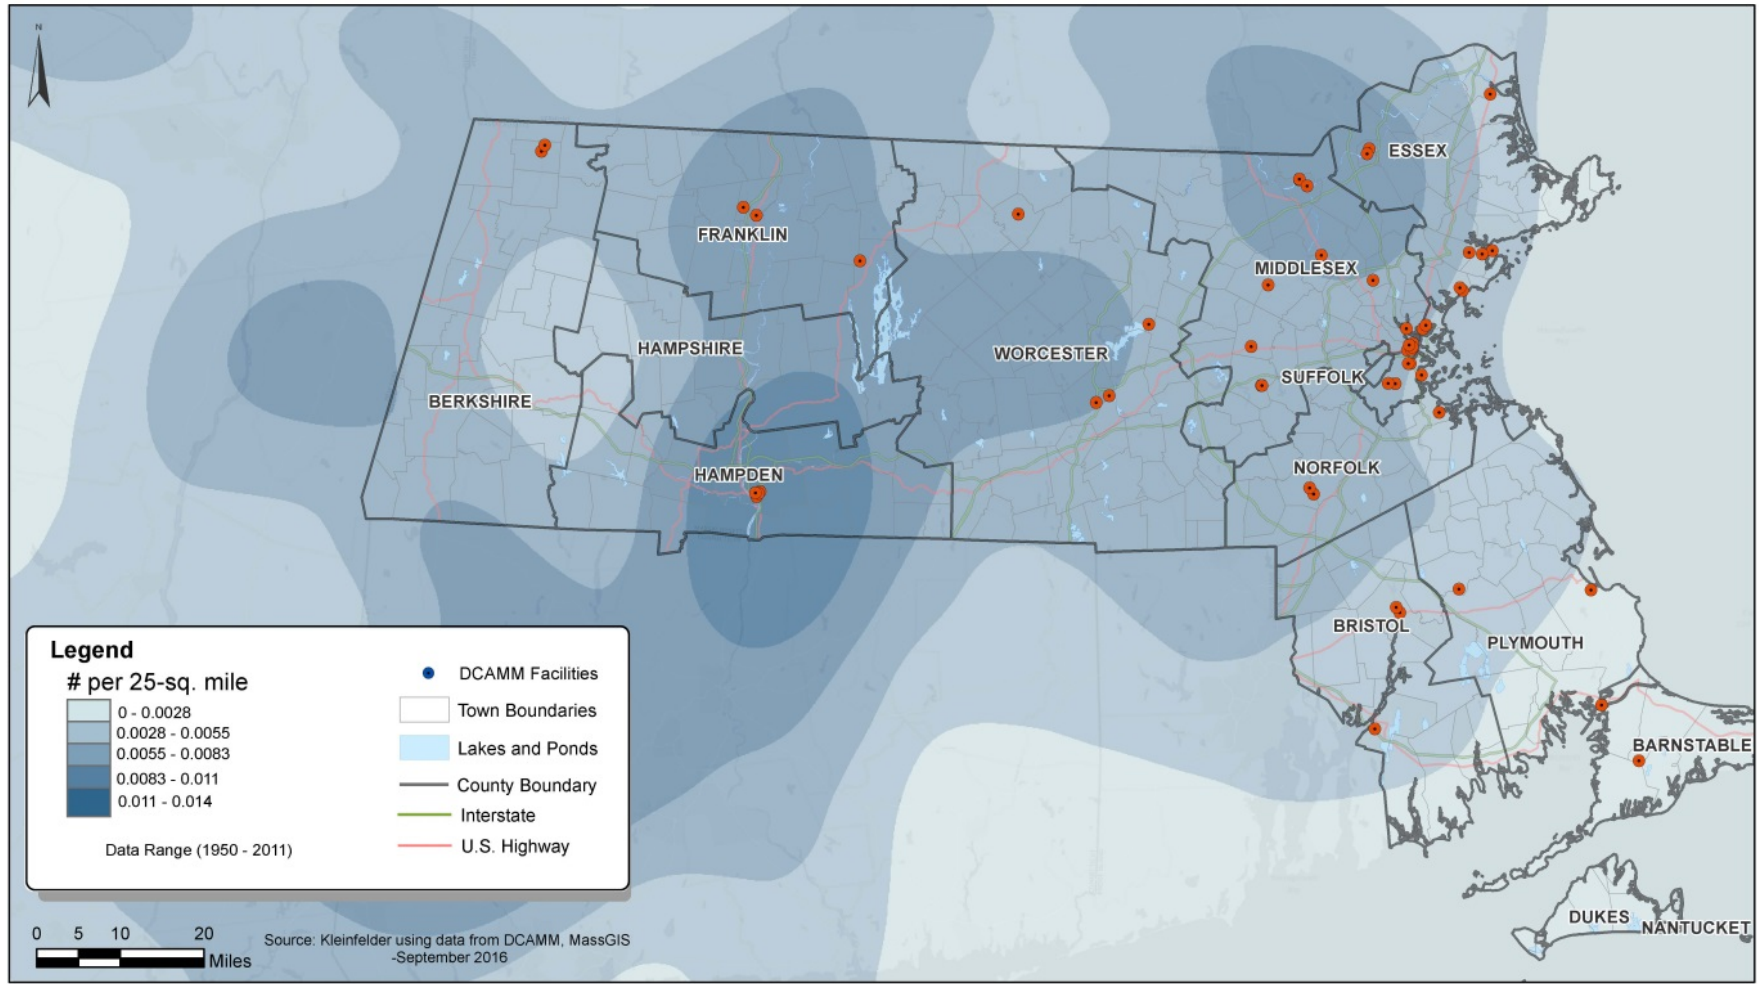 N
ESSEX
FRANKLIN
MIDDLESEX
HAMPSHIRE
WORCESTER
SUFFOLK
BERKSHIRE
HAMPDEN
NORFOLK
BRISTOL
PLYMOUTH
BARNSTABLE
DUKES
NANTUCKET
Legend
# per 25-sq. mile
0 - 0.0028
0.0028 - 0.0055
0.0055 - 0.0083
0.0083 - 0.011
0.011 - 0.014
Data Range (1950 - 2011)
DCAMM Facilities
Town Boundaries
Lakes and Ponds
County Boundary
Interstate
U.S. Highway
0 5 10 20
Miles
Source: Kleinfelder using data from DCAMM, MassGIS
-September 2016